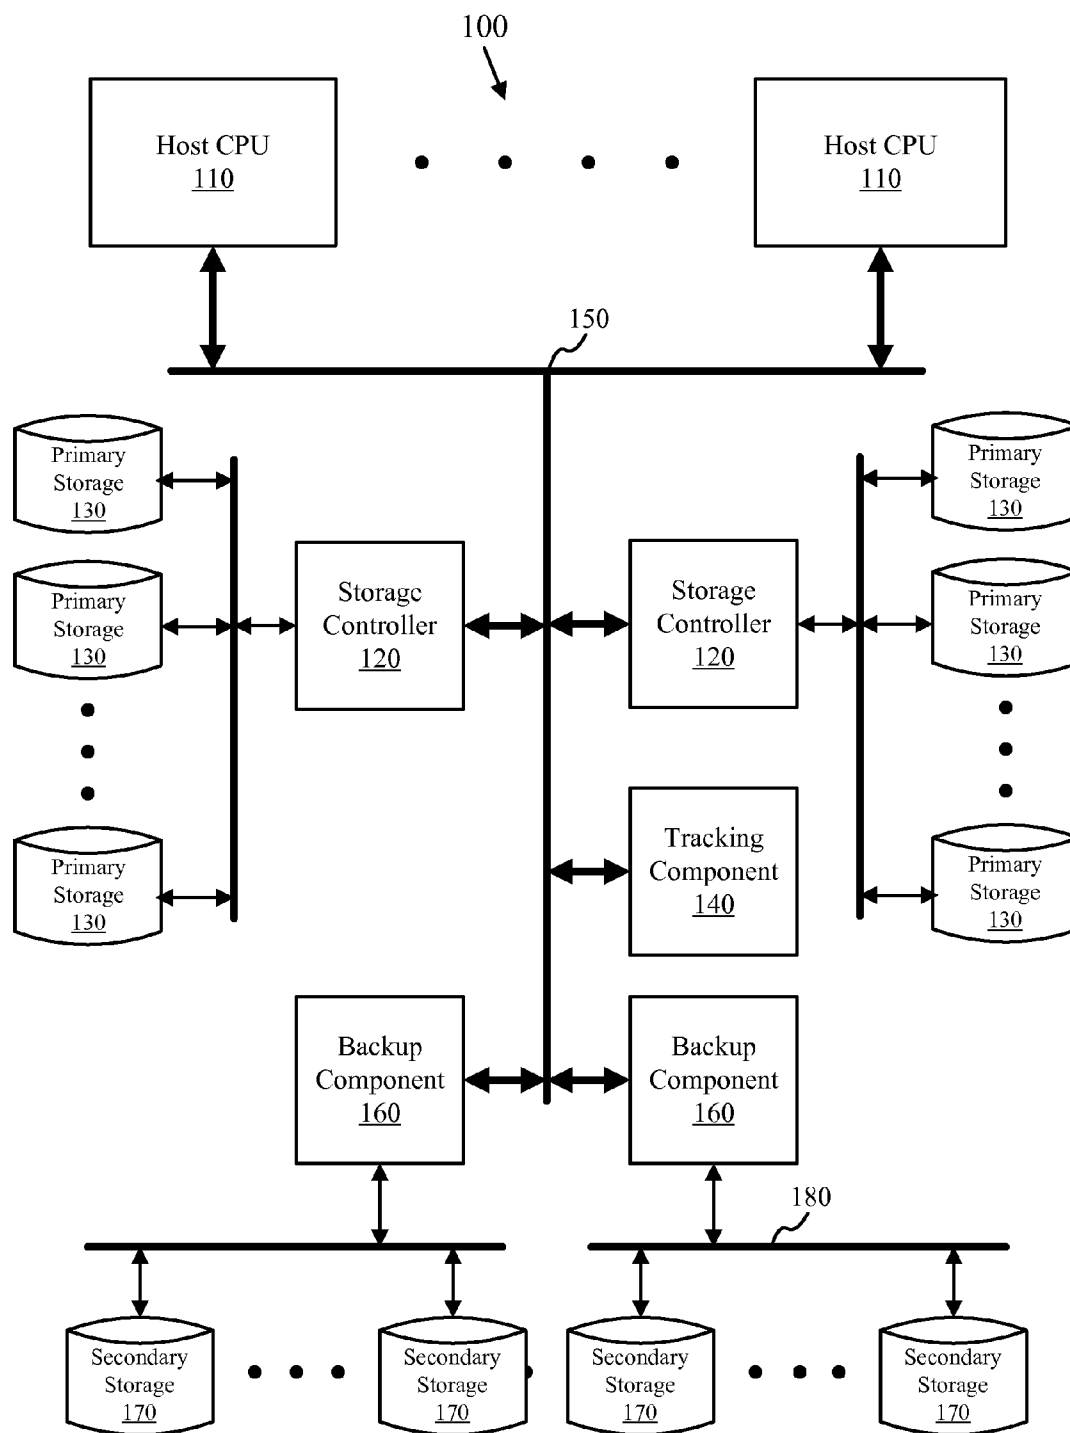 100
Host CPU
110
Host CPU
110
150
Primary
Storage
130
Primary
Storage
130
Primary
Storage
130
Primary
Storage
130
Storage
Controller
120
Storage
Controller
120
Tracking
Component
140
Primary
Storage
130
Primary
Storage
130
Backup
Component
160
Backup
Component
160
180
Secondary
Storage
170
Secondary
Storage
170
Secondary
Storage
170
Secondary
Storage
170